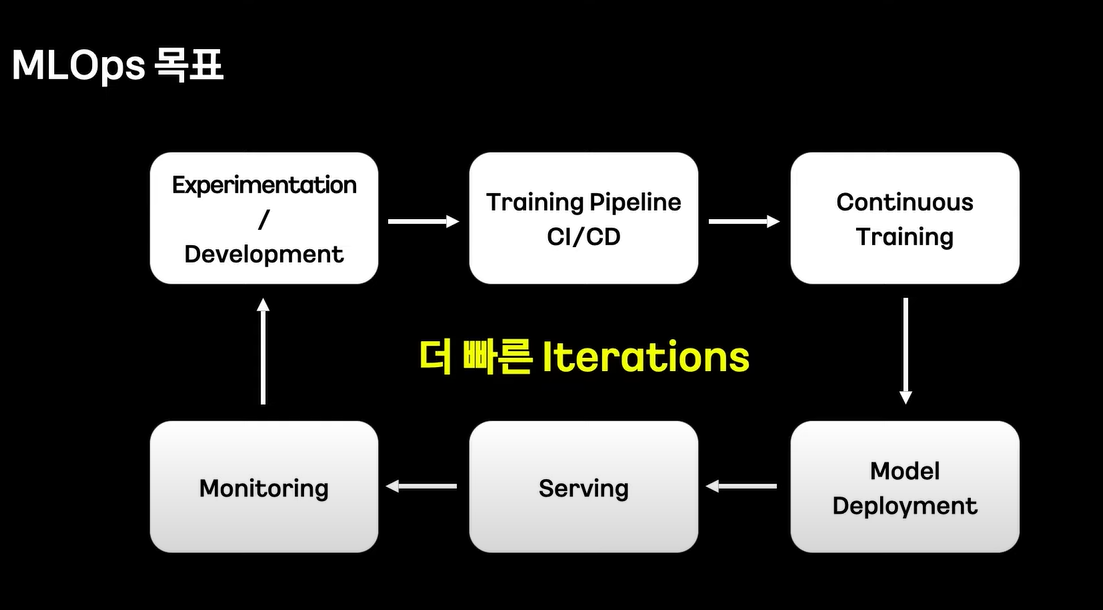 MLOps 목표
Experimentation
/
Development
Training Pipeline
CI/CD
Continuous
Training
더 빠른 Iterations
Monitoring
Serving
Model
Deployment